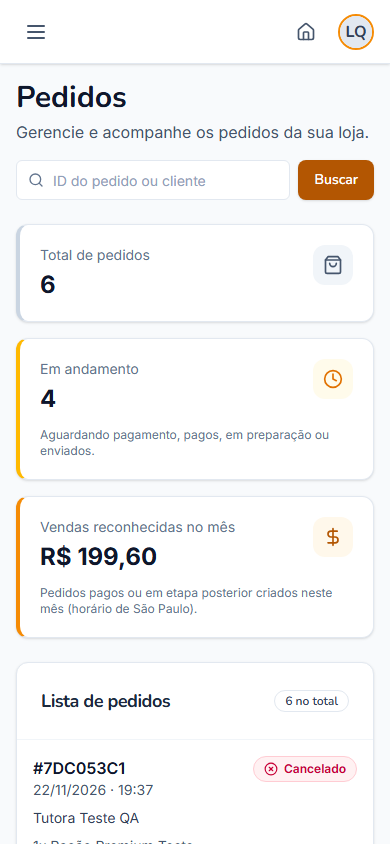 LQ
Pedidos
Gerencie e acompanhe os pedidos da sua loja.
ID do pedido ou cliente
Buscar
Total de pedidos
6
Em andamento
4
Aguardando pagamento, pagos, em preparação ou
enviados.
Vendas reconhecidas no mês
R$ 199,60
Pedidos pagos ou em etapa posterior criados neste
mês (horário de São Paulo).
Lista de pedidos
6 no total
#7DC053C1
Cancelado
22/11/2026 · 19:37
Tutora Teste QA